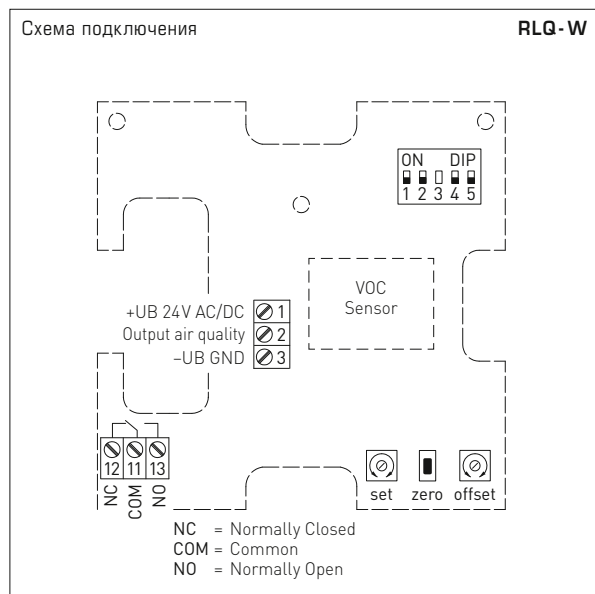 Схема подключения RLQ-W
ON DIP
1 2 3 4 5
VOC
Sensor
+UB 24V AC/DC 1
Output air quality 2
–UB GND 3
12 11 13
NC COM NO
set zero offset
NC = Normally Closed
COM = Common
NO = Normally Open